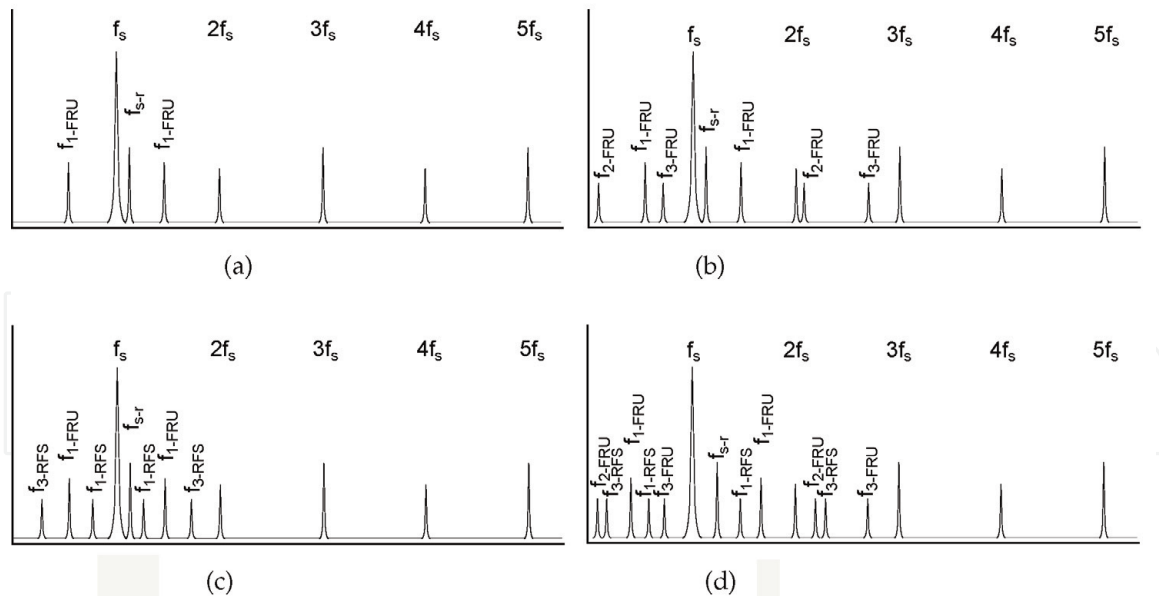 fs 2fs 3fs 4fs 5fs
f1-FRU fs-r f1-FRU
(a)
fs 2fs 3fs 4fs 5fs
f2-FRU f1-FRU f3-FRU fs-r f1-FRU f2-FRU f3-FRU
(b)
fs 2fs 3fs 4fs 5fs
f3-RFS f1-FRU f1-RFS fs-r f1-RFS f1-FRU f3-RFS
(c)
fs 2fs 3fs 4fs 5fs
f2-FRU f3-RFS f1-FRU f1-RFS f3-FRU fs-r f1-RFS f1-FRU f2-FRU f3-RFS f3-FRU
(d)